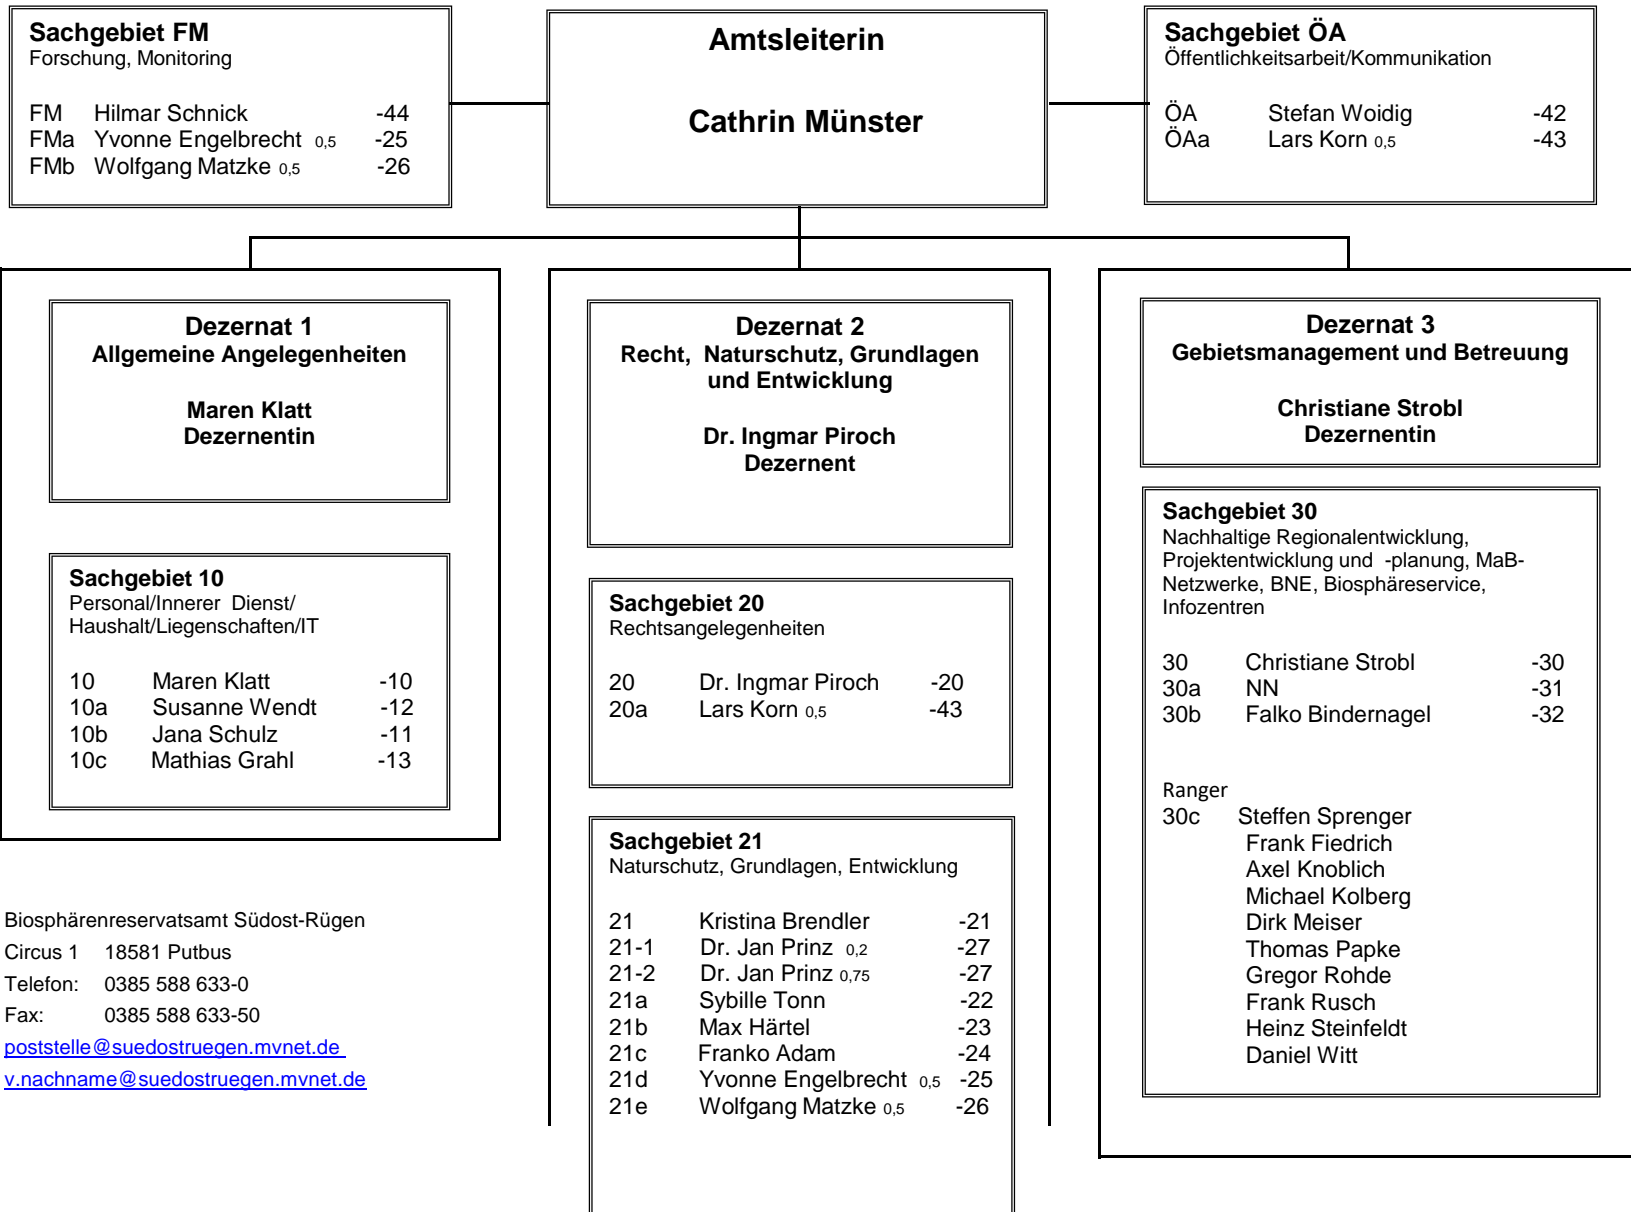 Sachgebiet FM
Forschung, Monitoring
FM Hilmar Schnick -44
FMa Yvonne Engelbrecht 0,5 -25
FMb Wolfgang Matzke 0,5 -26
Amtsleiterin
Cathrin Münster
Sachgebiet ÖA
Öffentlichkeitsarbeit/Kommunikation
ÖA Stefan Woidig -42
ÖAa Lars Korn 0,5 -43
Dezernat 1
Allgemeine Angelegenheiten
Maren Klatt
Dezernentin
Sachgebiet 10
Personal/Innerer Dienst/
Haushalt/Liegenschaften/IT
10 Maren Klatt -10
10a Susanne Wendt -12
10b Jana Schulz -11
10c Mathias Grahl -13
Dezernat 2
Recht, Naturschutz, Grundlagen
und Entwicklung
Dr. Ingmar Piroch
Dezernent
Sachgebiet 20
Rechtsangelegenheiten
20 Dr. Ingmar Piroch -20
20a Lars Korn 0,5 -43
Sachgebiet 21
Naturschutz, Grundlagen, Entwicklung
21 Kristina Brendler -21
21-1 Dr. Jan Prinz 0,2 -27
21-2 Dr. Jan Prinz 0,75 -27
21a Sybille Tonn -22
21b Max Härtel -23
21c Franko Adam -24
21d Yvonne Engelbrecht 0,5 -25
21e Wolfgang Matzke 0,5 -26
Dezernat 3
Gebietsmanagement und Betreuung
Christiane Strobl
Dezernentin
Sachgebiet 30
Nachhaltige Regionalentwicklung,
Projektentwicklung und -planung, MaB-
Netzwerke, BNE, Biosphäreservice,
Infozentren
30 Christiane Strobl -30
30a NN -31
30b Falko Bindernagel -32
Ranger
30c Steffen Sprenger
Frank Fiedrich
Axel Knoblich
Michael Kolberg
Dirk Meiser
Thomas Papke
Gregor Rohde
Frank Rusch
Heinz Steinfeldt
Daniel Witt
Biosphärenreservatsamt Südost-Rügen
Circus 1 18581 Putbus
Telefon: 0385 588 633-0
Fax: 0385 588 633-50
poststelle@suedostruegen.mvnet.de
v.nachname@suedostruegen.mvnet.de